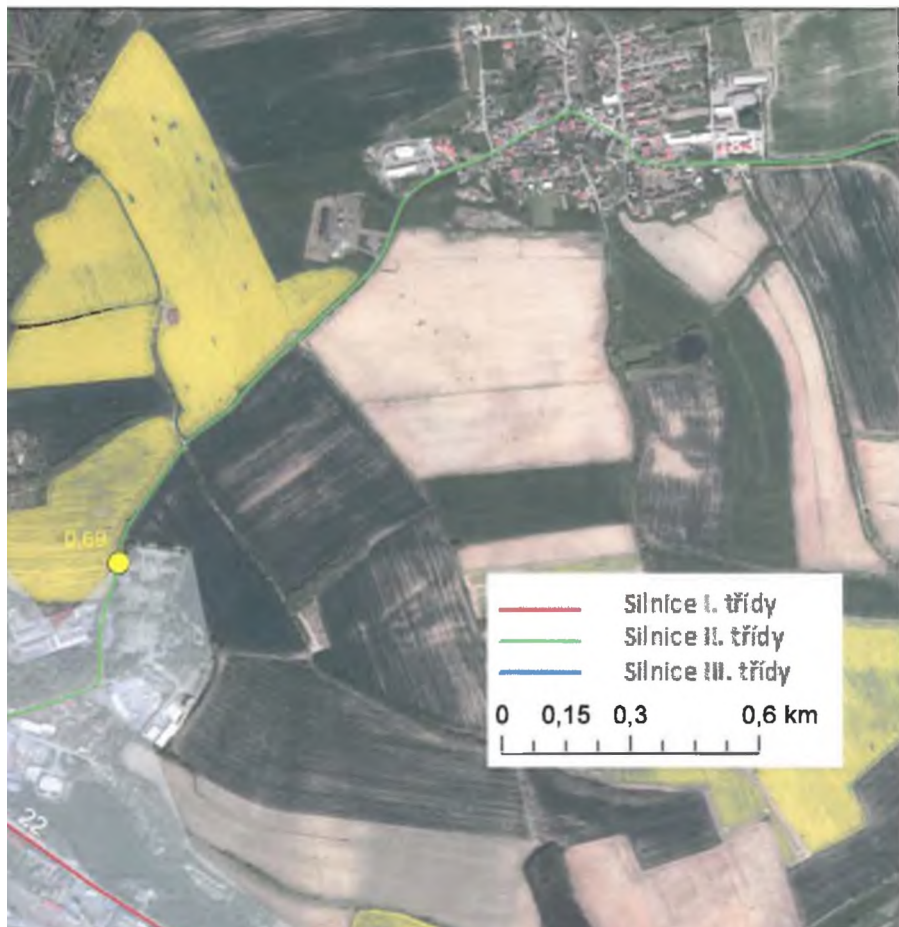 183
0,69
Silnice I. třídy
Silnice II. třídy
Silnice III. třídy
0 0,15 0,3 0,6 km
22